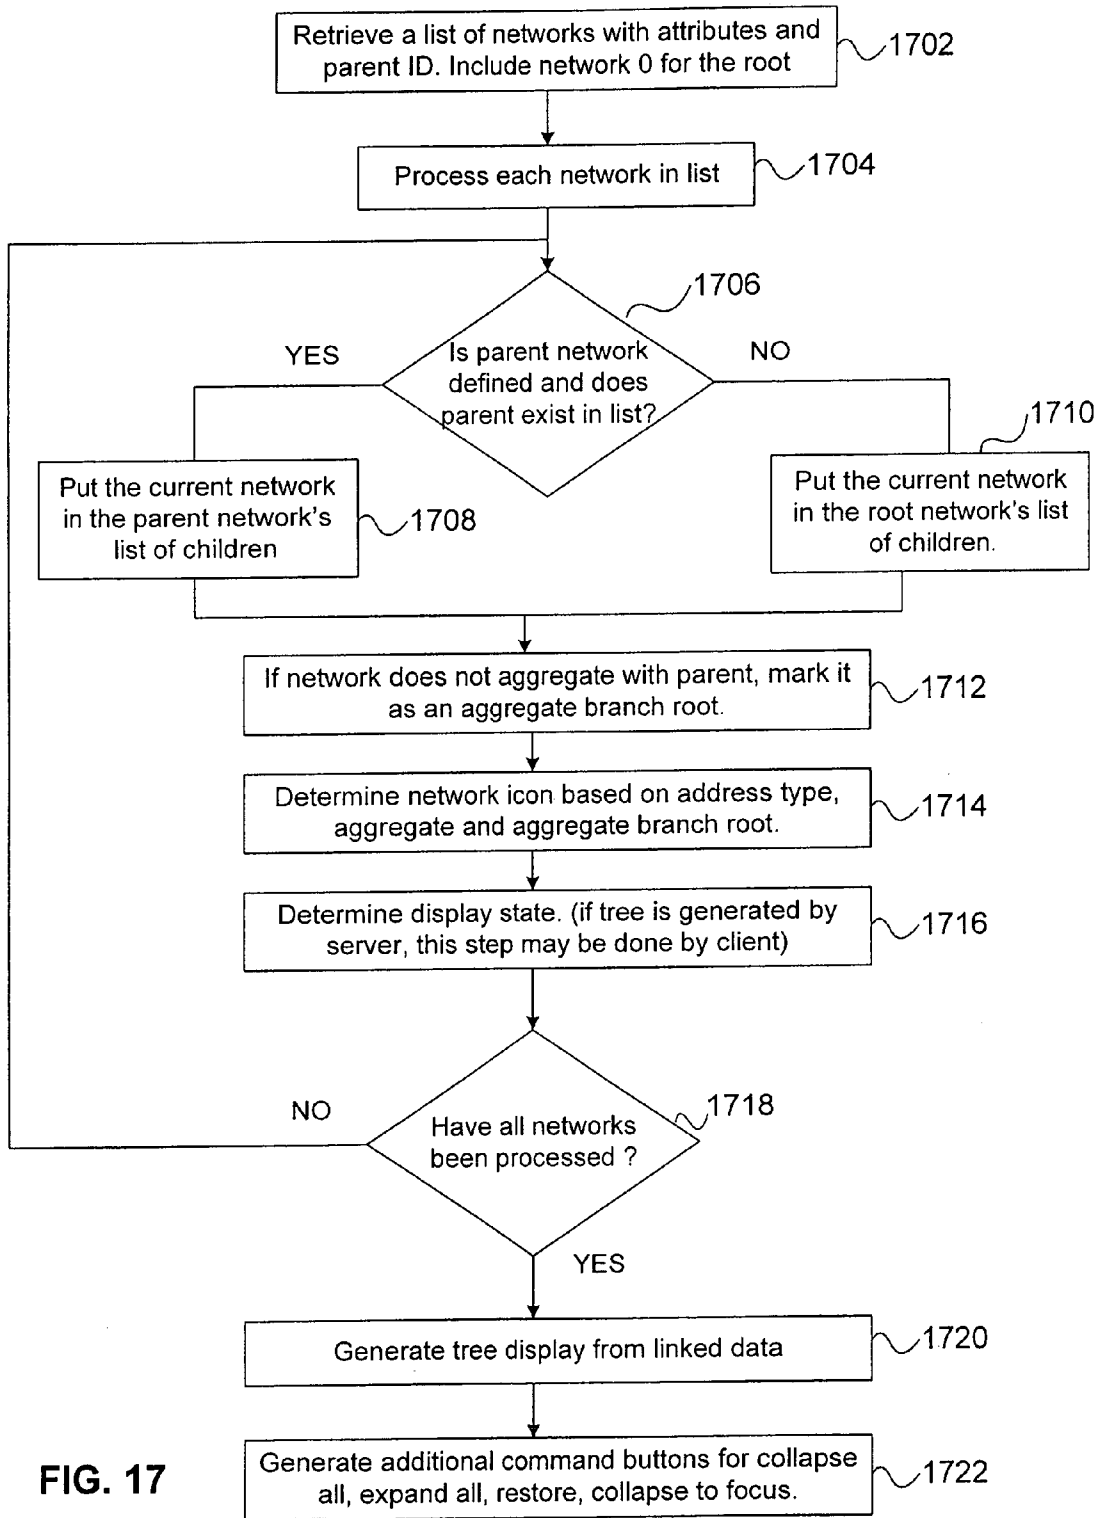 Retrieve a list of networks with attributes and
parent ID. Include network 0 for the root
1702
Process each network in list
1704
1706
YES
Is parent network
defined and does
parent exist in list?
NO
1710
Put the current network
in the parent network's
list of children
1708
Put the current network
in the root network's list
of children.
If network does not aggregate with parent, mark it
as an aggregate branch root.
1712
Determine network icon based on address type,
aggregate and aggregate branch root.
1714
Determine display state. (if tree is generated by
server, this step may be done by client)
1716
NO
Have all networks
been processed ?
1718
YES
Generate tree display from linked data
1720
Generate additional command buttons for collapse
all, expand all, restore, collapse to focus.
1722
FIG. 17